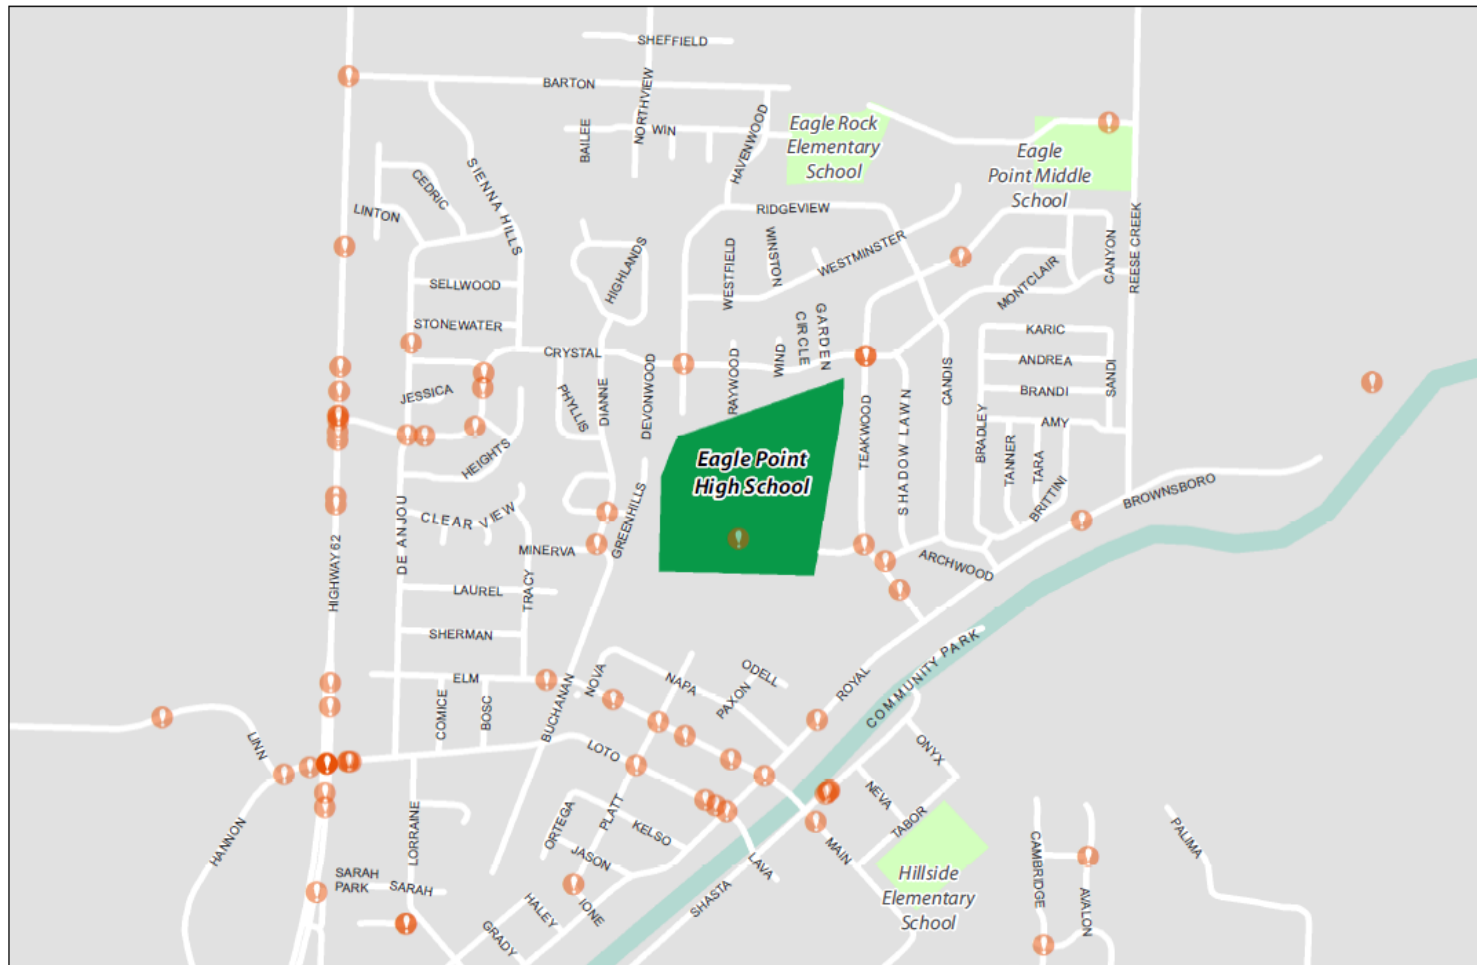 SHEFFIELD
BARTON
NORTHVIEW
BAILEE
WIN
HAVENWOOD
Eagle Rock
Elementary
School
Eagle
Point Middle
School
CEDRIC
SIENNA HILLS
LINTON
RIDGEVIEW
HIGHLANDS
WESTFIELD
WINSTON
WESTMINSTER
CANYON
REESE CREEK
MONTCLAIR
SELLWOOD
STONEWATER
GARDEN
CIRCLE
KARIC
CRYSTAL
WIND
ANDREA
JESSICA
PHYLLIS
DIANNE
DEVONWOOD
RAYWOOD
CANDIS
BRANDI
SANDI
TEAKWOOD
SHADOW LAWN
BRADLEY
AMY
HEIGHTS
Eagle Point
High School
TANNER
TARA
BRITTINI
BROWNSBORO
CLEAR VIEW
DE ANJOU
GREENHILLS
MINERVA
HIGHWAY 62
ARCHWOOD
LAUREL
TRACY
SHERMAN
COMMUNITY PARK
ELM
NOVA
NAPA
ODELL
PAXON
ROYAL
COMICE
BOSC
BUCHANAN
LINN
LOTO
ONYX
NEVA
TABOR
HANNON
LORRAINE
ORTEGA
PLATT
KELSO
MAIN
JASON
LAVA
CAMBRIDGE
PALIMA
SARAH
PARK
SARAH
HALEY
IONE
SHASTA
Hillside
Elementary
School
AVALON
GRADY